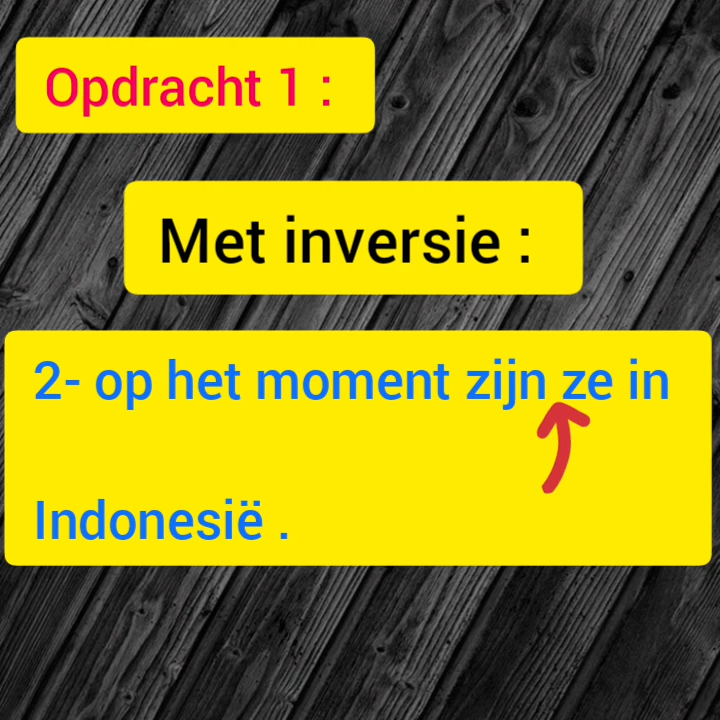 Opdracht 1 :
Met inversie :
2- op het moment zijn ze in
Indonesië .